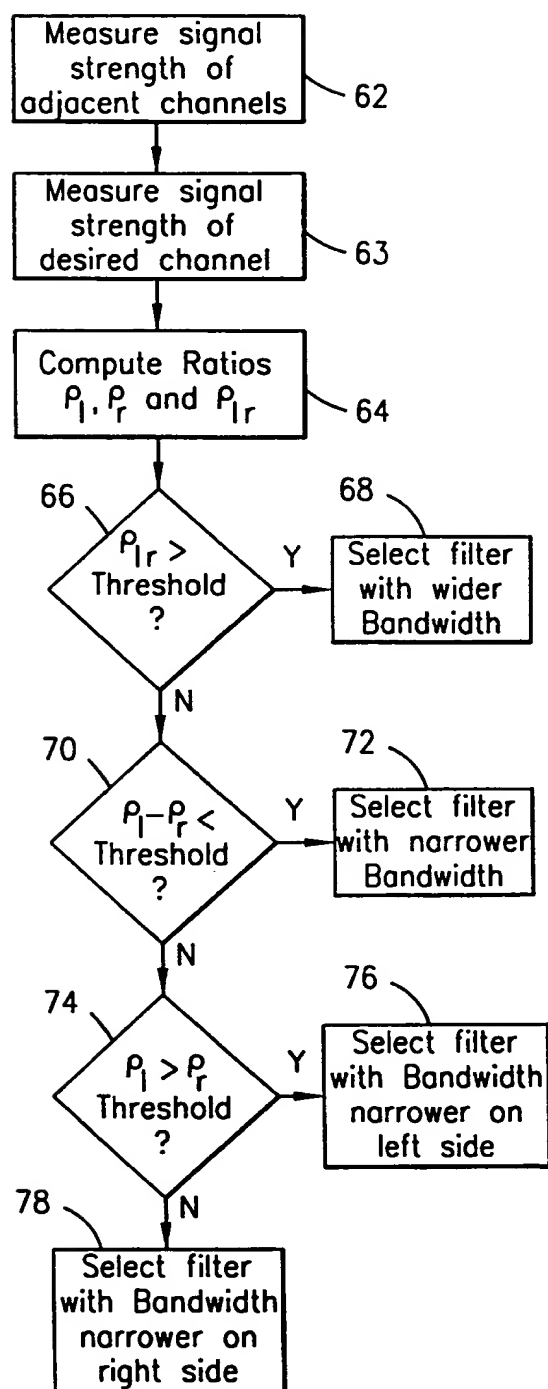 Measure signal
strength of
adjacent channels
62
Measure signal
strength of
desired channel
63
Compute Ratios
ρl, ρr and ρlr
64
66
ρlr >
Threshold
?
Y
68
Select filter
with wider
Bandwidth
N
70
ρl-ρr <
Threshold
?
Y
72
Select filter
with narrower
Bandwidth
N
74
ρl > ρr
Threshold
?
Y
76
Select filter
with Bandwidth
narrower on
left side
N
78
Select filter
with Bandwidth
narrower on
right side